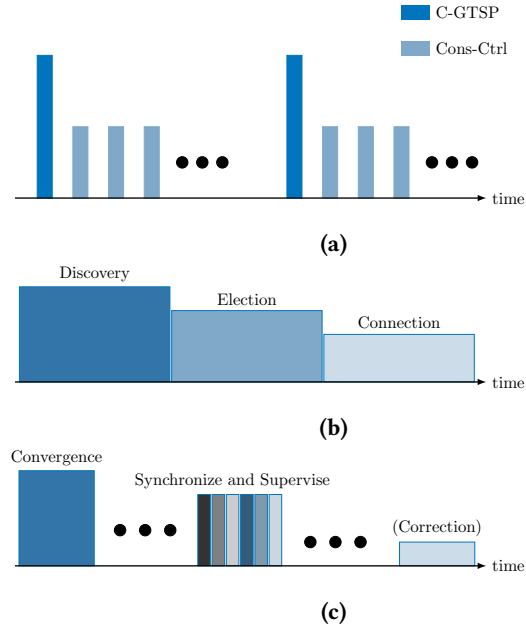 C-GTSP
Cons-Ctrl
time
(a)
Discovery
Election
Connection
time
(b)
Convergence
Synchronize and Supervise
(Correction)
time
(c)